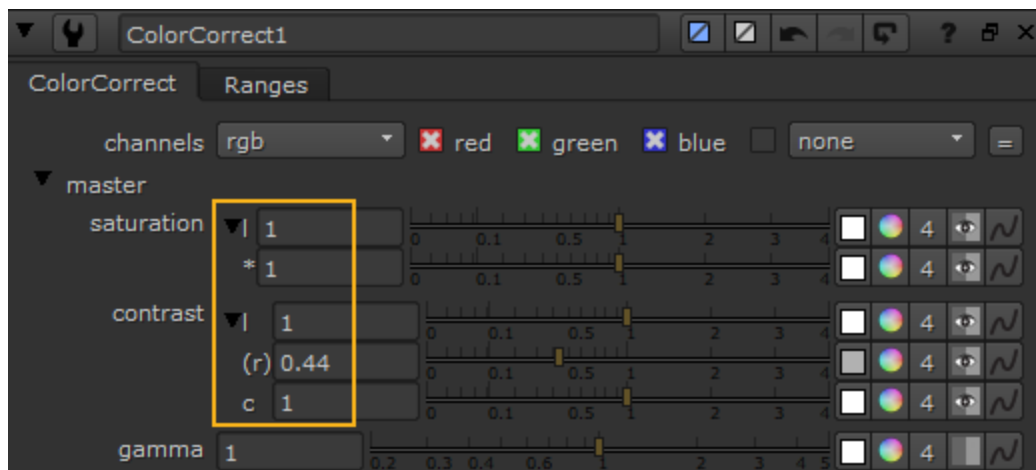 ColorCorrect1 ?
ColorCorrect Ranges
channels rgb red green blue none =
master
saturation l 1 0 0.1 0.5 1 2 3 4 4
* 1 0 0.1 0.5 1 2 3 4 4
contrast l 1 0 0.1 0.5 1 2 3 4 4
(r) 0.44 0 0.1 0.5 1 2 3 4 4
c 1 0 0.1 0.5 1 2 3 4 4
gamma 1 0.2 0.3 0.4 0.6 1 2 3 4 5 4